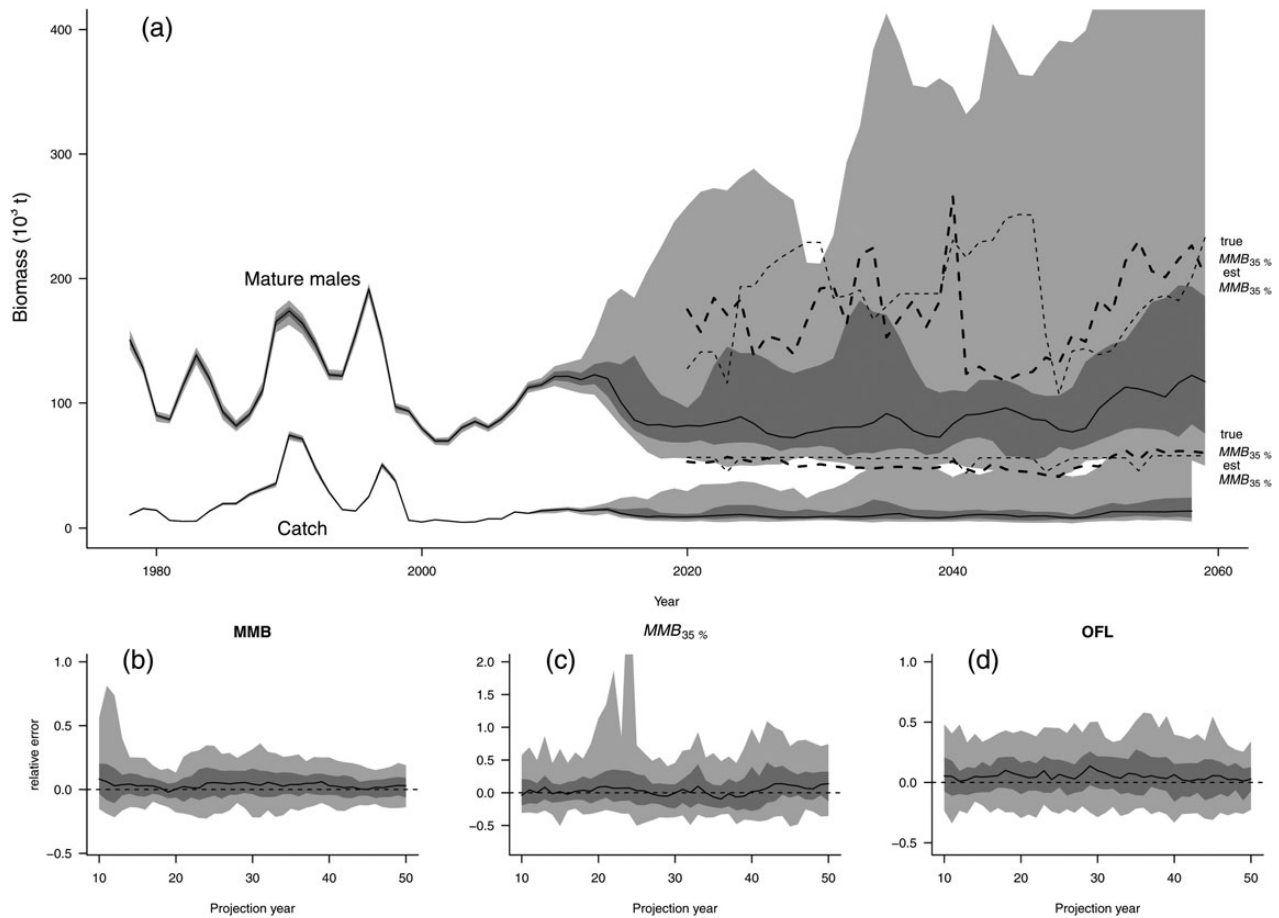 (a)
Biomass (10³ t)
400
300
200
100
0
Mature males
Catch
true
MMB35 %
est
MMB35 %
true
MMB35 %
est
MMB35 %
1980
2000
2020
2040
2060
Year
MMB
(b)
relative error
1.0
0.5
0.0
−0.5
10
20
30
40
50
Projection year
MMB35 %
(c)
2.0
1.5
1.0
0.5
0.0
−0.5
10
20
30
40
50
Projection year
OFL
(d)
1.0
0.5
0.0
−0.5
10
20
30
40
50
Projection year